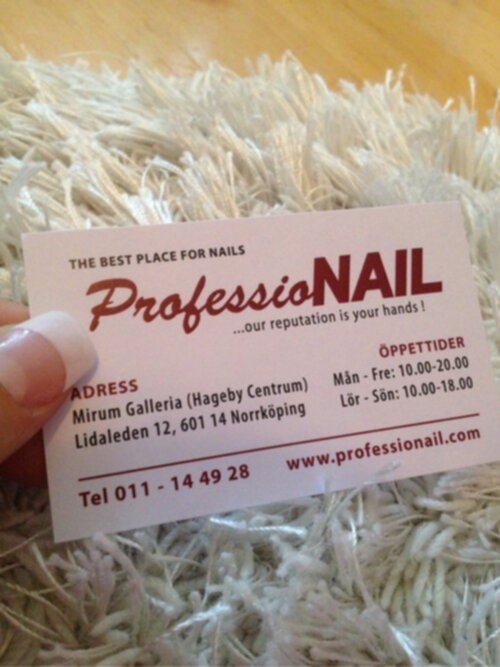 THE BEST PLACE FOR NAILS
ProfessioNAIL
...our reputation is your hands !
ADRESS
Mirum Galleria (Hageby Centrum)
Lidaleden 12, 601 14 Norrköping
ÖPPETTIDER
Mån - Fre: 10.00-20.00
Lör - Sön: 10.00-18.00
Tel 011 - 14 49 28
www.professionail.com